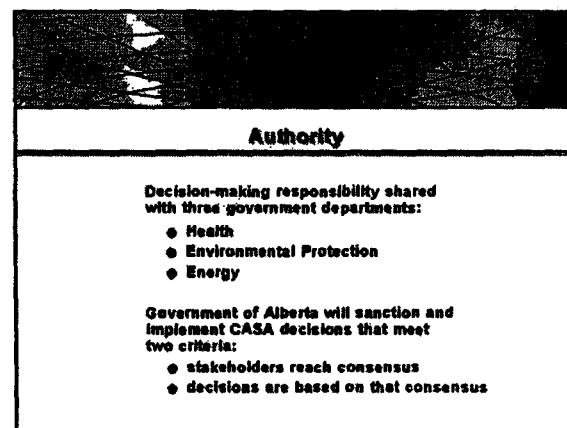 Authority
Decision-making responsibility shared
with three government departments:
● Health
● Environmental Protection
● Energy
Government of Alberta will sanction and
implement CASA decisions that meet
two criteria:
● stakeholders reach consensus
● decisions are based on that consensus